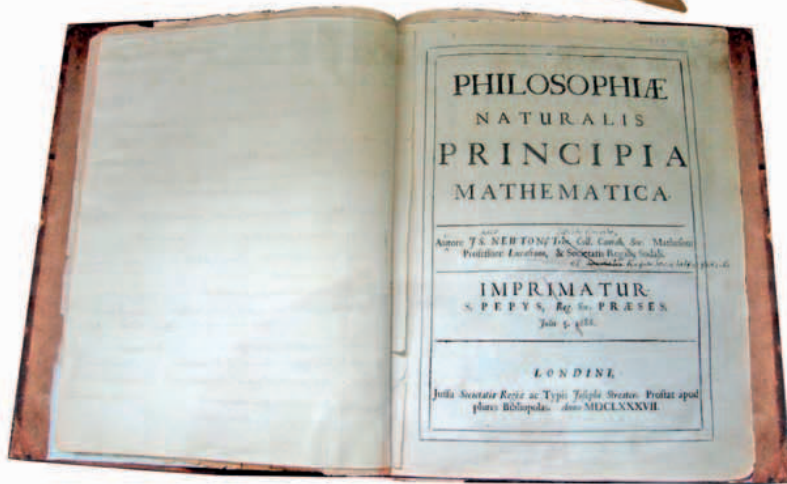 PHILOSOPHIÆ
NATURALIS
PRINCIPIA
MATHEMATICA.
Autore JS. NEWTON, Trin. Coll. Cantab. Soc. Matheseos
Professore Lucasiano, & Societatis Regalis Sodali.
IMPRIMATUR.
S. PEPYS, Reg. Soc. PRÆSES.
Julii 5. 1686.
LONDINI,
Jussu Societatis Regiæ ac Typis Josephi Streater. Prostat apud
plures Bibliopolas. Anno MDCLXXXVII.